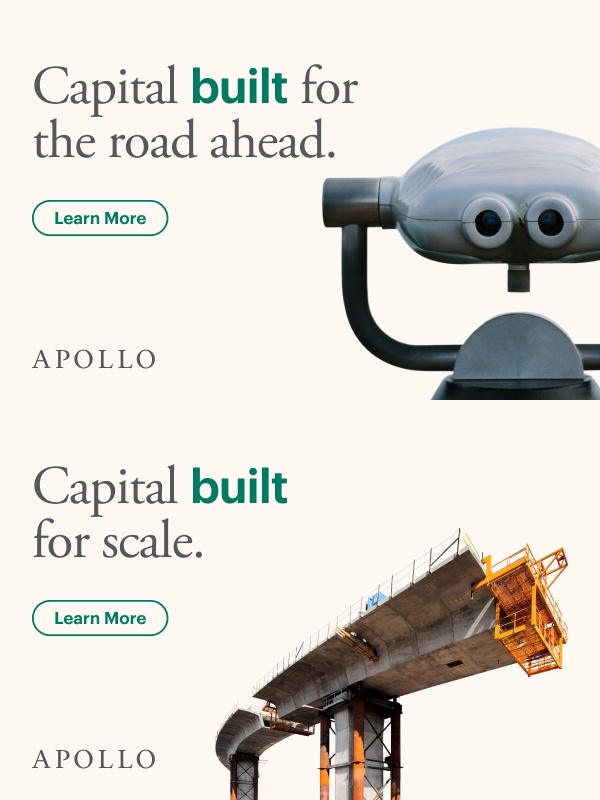 Capital built for
the road ahead.
Learn More
APOLLO
Capital built
for scale.
Learn More
APOLLO